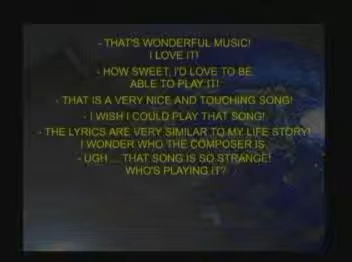 - THAT'S WONDERFUL MUSIC!
I LOVE IT!
- HOW SWEET, I'D LOVE TO BE
ABLE TO PLAY IT!
- THAT IS A VERY NICE AND TOUCHING SONG!
- I WISH I COULD PLAY THAT SONG!
- THE LYRICS ARE VERY SIMILAR TO MY LIFE STORY!
I WONDER WHO THE COMPOSER IS.
- UGH ... THAT SONG IS SO STRANGE!
WHO'S PLAYING IT?